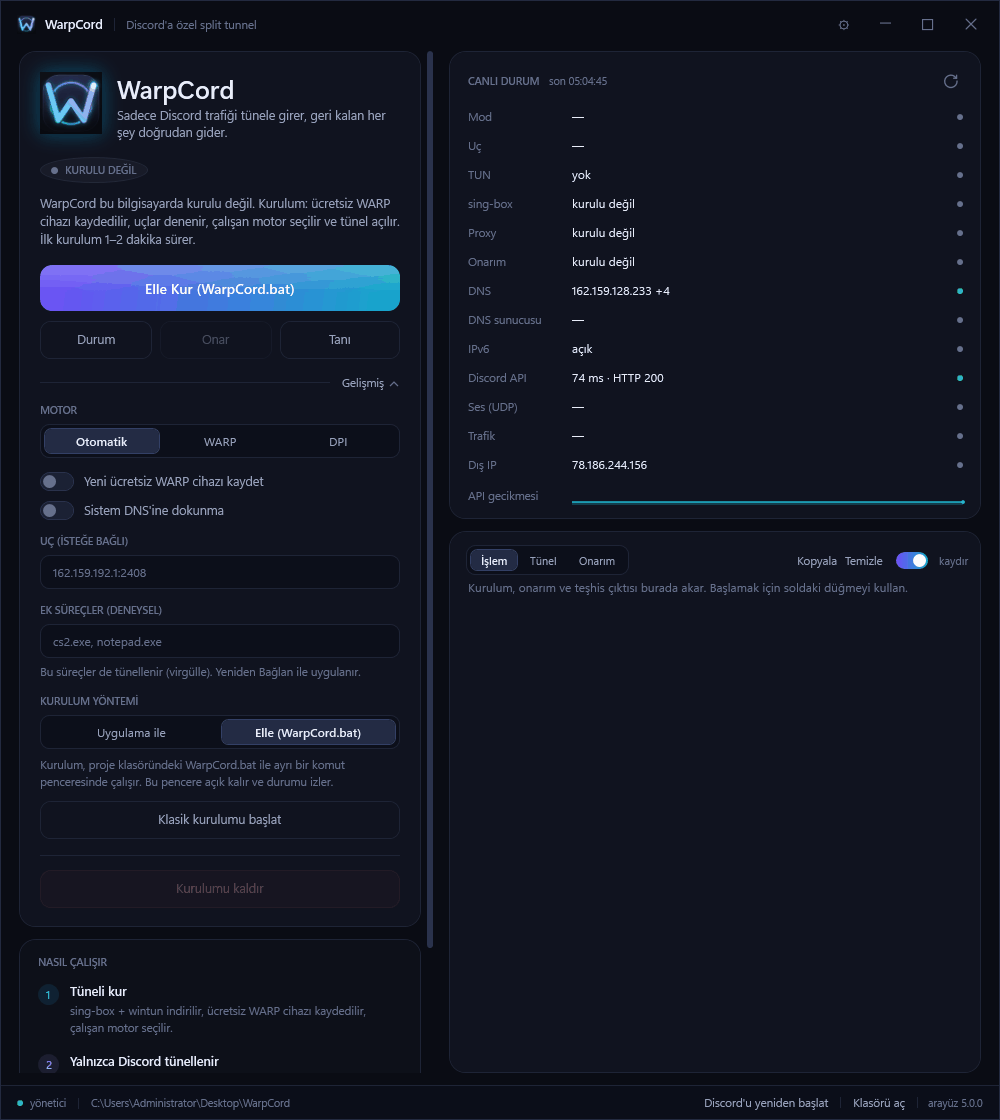 WarpCord
Discord'a özel split tunnel
WarpCord
Sadece Discord trafiği tünele girer, geri kalan her
şey doğrudan gider.
KURULU DEĞİL
WarpCord bu bilgisayarda kurulu değil. Kurulum: ücretsiz WARP
cihazı kaydedilir, uçlar denenir, çalışan motor seçilir ve tünel açılır.
İlk kurulum 1–2 dakika sürer.
Elle Kur (WarpCord.bat)
Durum
Onar
Tanı
Gelişmiş
MOTOR
Otomatik
WARP
DPI
Yeni ücretsiz WARP cihazı kaydet
Sistem DNS'ine dokunma
UÇ (İSTEĞE BAĞLI)
162.159.192.1:2408
EK SÜREÇLER (DENEYSEL)
cs2.exe, notepad.exe
Bu süreçler de tünellenir (virgülle). Yeniden Bağlan ile uygulanır.
KURULUM YÖNTEMİ
Uygulama ile
Elle (WarpCord.bat)
Kurulum, proje klasöründeki WarpCord.bat ile ayrı bir komut
penceresinde çalışır. Bu pencere açık kalır ve durumu izler.
Klasik kurulumu başlat
Kurulumu kaldır
NASIL ÇALIŞIR
1 Tüneli kur
sing-box + wintun indirilir, ücretsiz WARP cihazı kaydedilir,
çalışan motor seçilir.
2 Yalnızca Discord tünellenir
CANLI DURUM son 05:04:45
Mod —
Uç —
TUN yok
sing-box kurulu değil
Proxy kurulu değil
Onarım kurulu değil
DNS 162.159.128.233 +4
DNS sunucusu —
IPv6 açık
Discord API 74 ms · HTTP 200
Ses (UDP) —
Trafik —
Dış IP 78.186.244.156
API gecikmesi
İşlem
Tünel
Onarım
Kopyala
Temizle
kaydır
Kurulum, onarım ve teşhis çıktısı burada akar. Başlamak için soldaki düğmeyi kullan.
yönetici
C:\Users\Administrator\Desktop\WarpCord
Discord'u yeniden başlat
Klasörü aç
arayüz 5.0.0